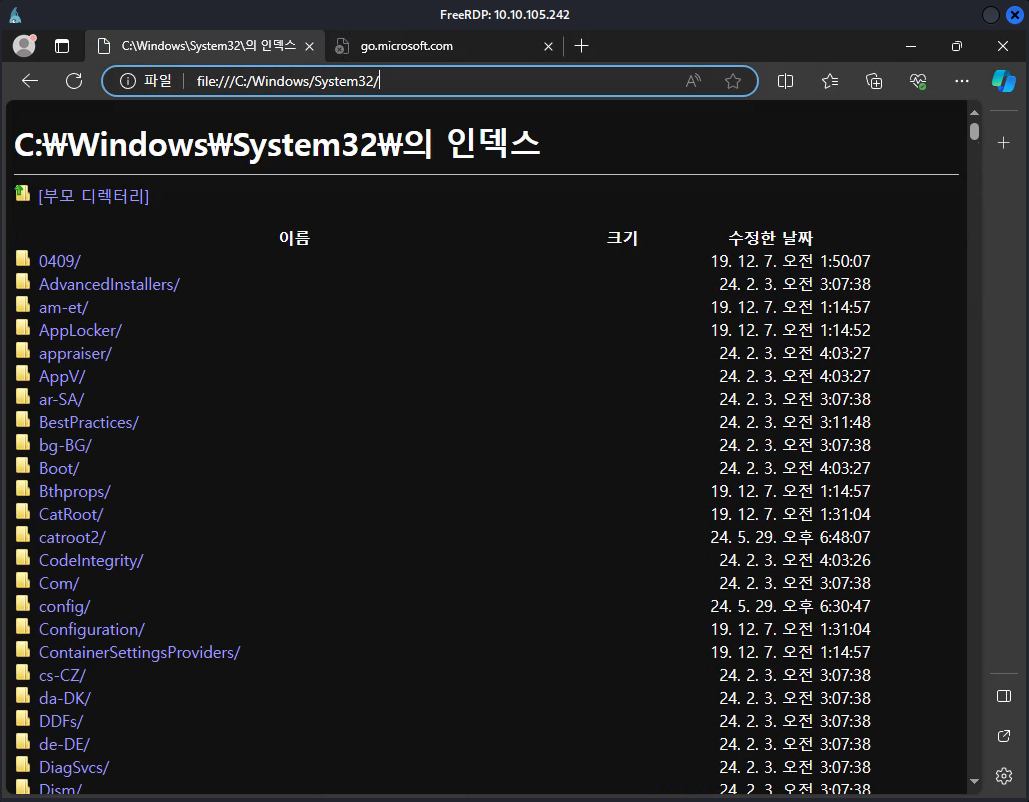 FreeRDP: 10.10.105.242
C:\Windows\System32\의 인덱스
go.microsoft.com
파일 file:///C:/Windows/System32/
C:₩Windows₩System32₩의 인덱스
[부모 디렉터리]
이름 크기 수정한 날짜
0409/ 19. 12. 7. 오전 1:50:07
AdvancedInstallers/ 24. 2. 3. 오전 3:07:38
am-et/ 19. 12. 7. 오전 1:14:57
AppLocker/ 19. 12. 7. 오전 1:14:52
appraiser/ 24. 2. 3. 오전 4:03:27
AppV/ 24. 2. 3. 오전 4:03:27
ar-SA/ 24. 2. 3. 오전 3:07:38
BestPractices/ 24. 2. 3. 오전 3:11:48
bg-BG/ 24. 2. 3. 오전 3:07:38
Boot/ 24. 2. 3. 오전 4:03:27
Bthprops/ 19. 12. 7. 오전 1:14:57
CatRoot/ 19. 12. 7. 오전 1:31:04
catroot2/ 24. 5. 29. 오후 6:48:07
CodeIntegrity/ 24. 2. 3. 오전 4:03:26
Com/ 24. 2. 3. 오전 3:07:38
config/ 24. 5. 29. 오후 6:30:47
Configuration/ 19. 12. 7. 오전 1:31:04
ContainerSettingsProviders/ 19. 12. 7. 오전 1:14:57
cs-CZ/ 24. 2. 3. 오전 3:07:38
da-DK/ 24. 2. 3. 오전 3:07:38
DDFs/ 24. 2. 3. 오전 3:07:38
de-DE/ 24. 2. 3. 오전 3:07:38
DiagSvcs/ 24. 2. 3. 오전 3:07:38
Dism/ 24. 2. 3. 오전 3:07:38